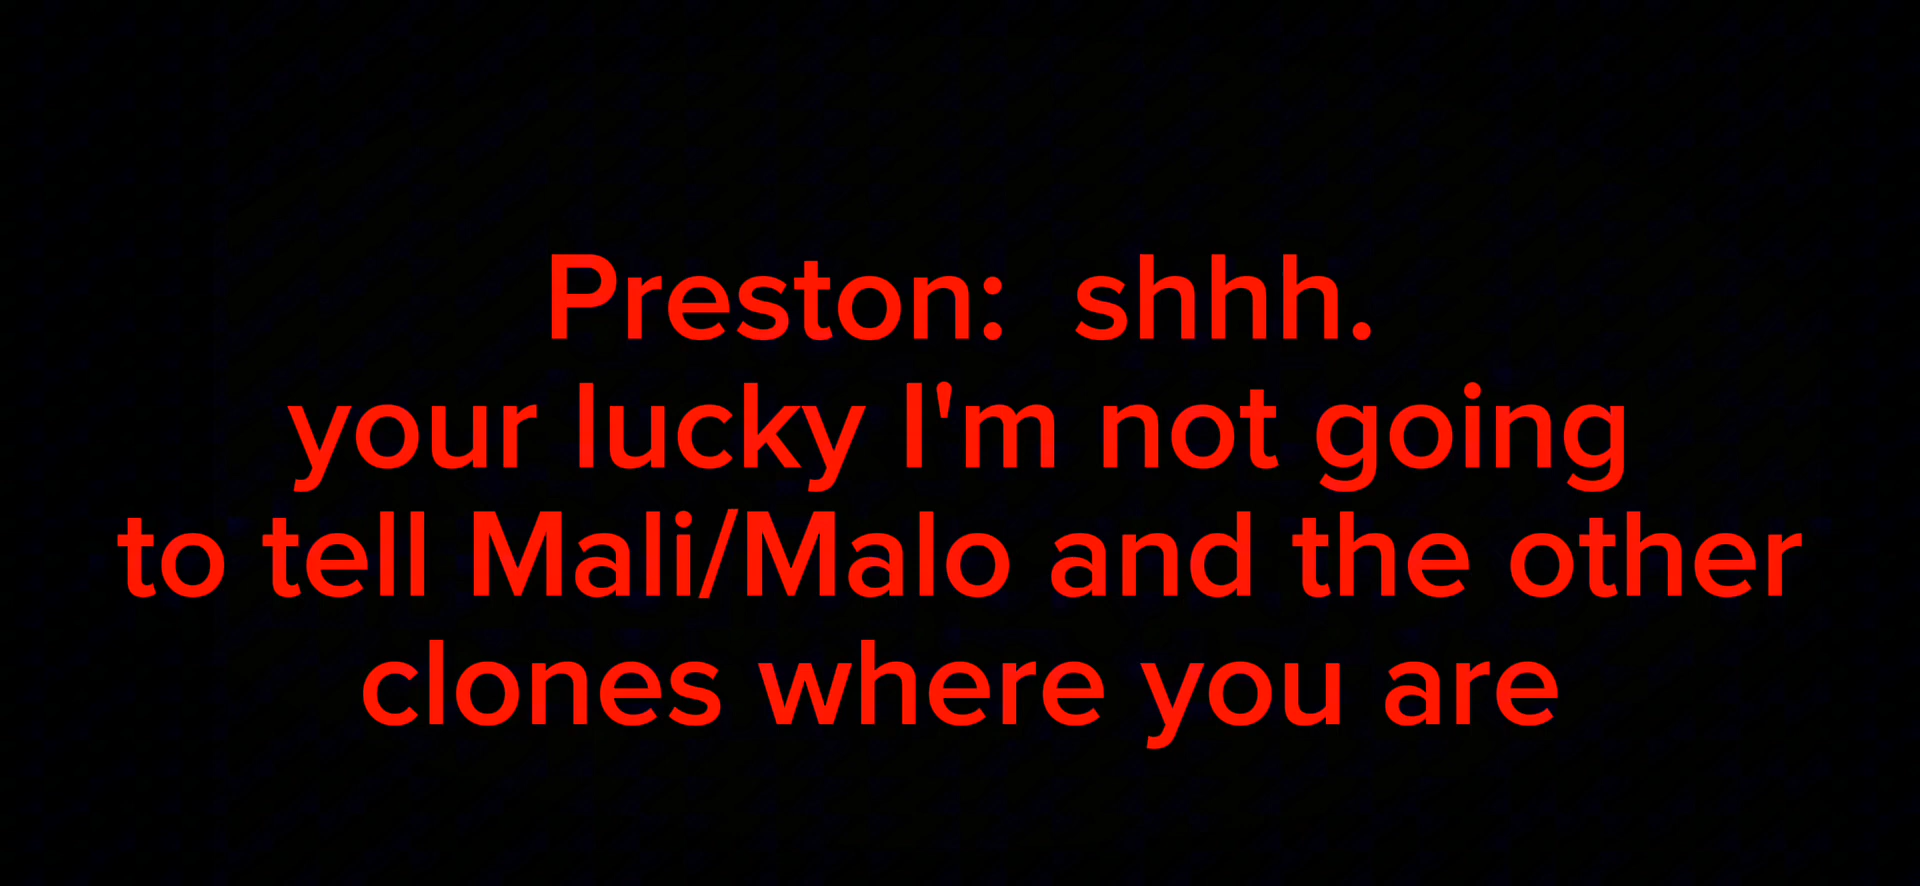 Preston:  shhh.
your lucky I'm not going
to tell Mali/Malo and the other
clones where you are